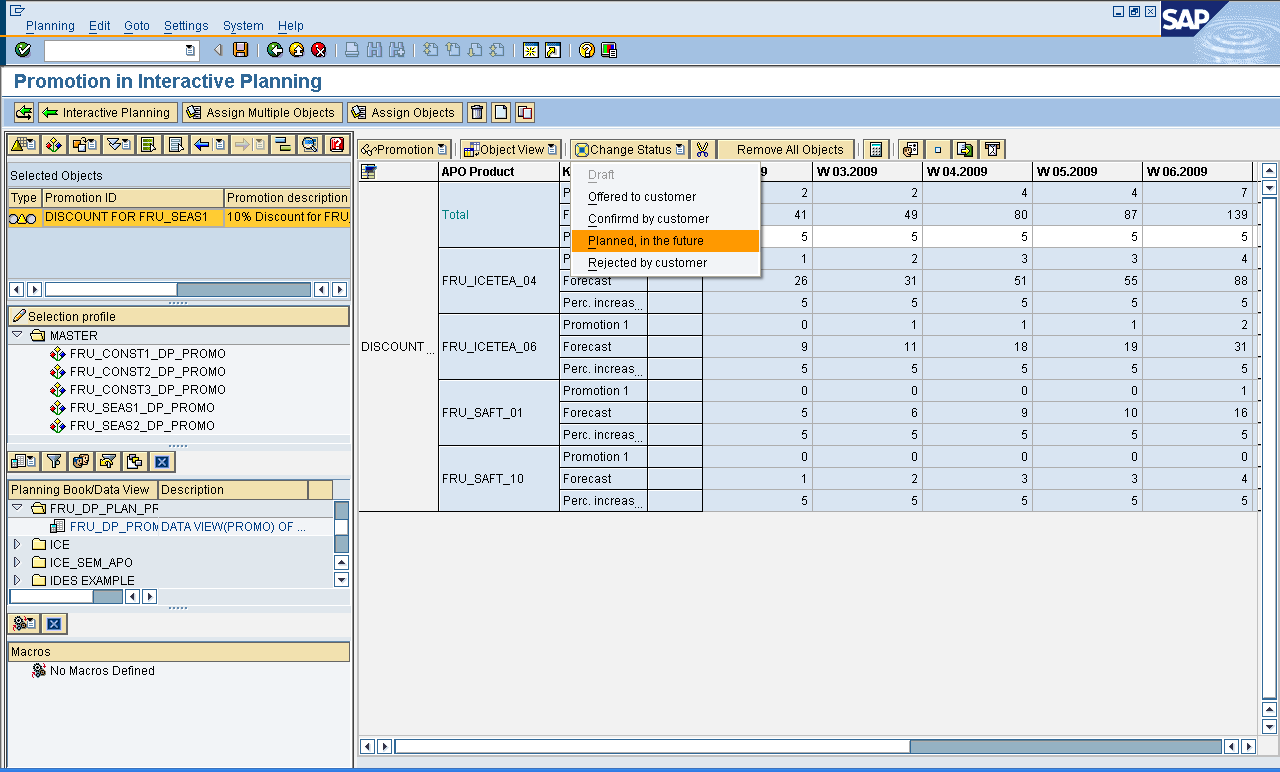 Planning Edit Goto Settings System Help
SAP
Promotion in Interactive Planning
Interactive Planning Assign Multiple Objects Assign Objects
Promotion Object View Change Status Remove All Objects
Selected Objects
Type Promotion ID Promotion description
DISCOUNT FOR FRU_SEAS1 10% Discount for FRU_
Selection profile
MASTER
FRU_CONST1_DP_PROMO
FRU_CONST2_DP_PROMO
FRU_CONST3_DP_PROMO
FRU_SEAS1_DP_PROMO
FRU_SEAS2_DP_PROMO
Planning Book/Data View Description
FRU_DP_PLAN_PF
FRU_DP_PROM DATA VIEW(PROMO) OF ...
ICE
ICE_SEM_APO
IDES EXAMPLE
Macros
No Macros Defined
APO Product K 9 W 03.2009 W 04.2009 W 05.2009 W 06.2009
Draft
Offered to customer
Confirmd by customer
Planned, in the future
Rejected by customer
DISCOUNT ...
Total
P 2 2 4 4 7
F 41 49 80 87 139
P 5 5 5 5 5
FRU_ICETEA_04
P 1 2 3 3 4
Forecast 26 31 51 55 88
Perc. increas... 5 5 5 5 5
FRU_ICETEA_06
Promotion 1 0 1 1 1 2
Forecast 9 11 18 19 31
Perc. increas... 5 5 5 5 5
FRU_SAFT_01
Promotion 1 0 0 0 0 1
Forecast 5 6 9 10 16
Perc. increas... 5 5 5 5 5
FRU_SAFT_10
Promotion 1 0 0 0 0 0
Forecast 1 2 3 3 4
Perc. increas... 5 5 5 5 5